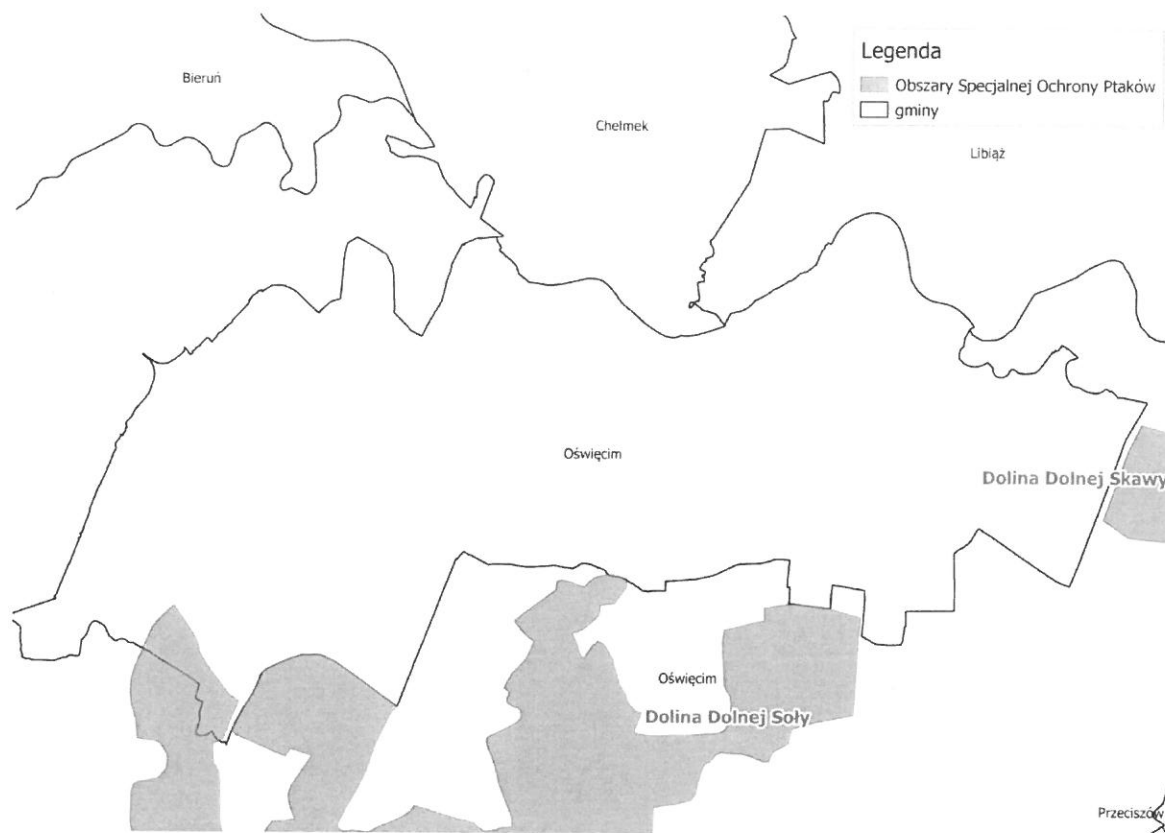 Legenda
Obszary Specjalnej Ochrony Ptaków
gminy
Bieruń
Chełmek
Libiąż
Oświęcim
Dolina Dolnej Skawy
Oświęcim
Dolina Dolnej Soły
Przeciszów